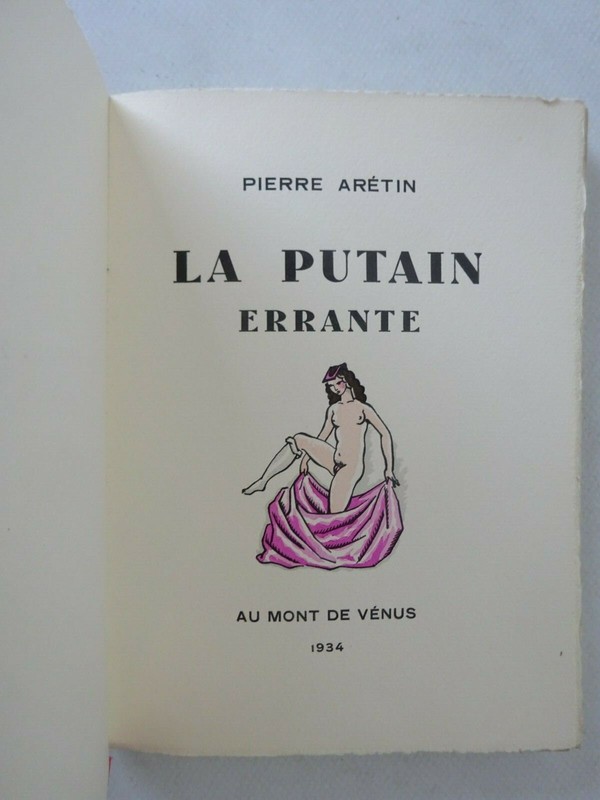 PIERRE ARÉTIN
LA PUTAIN
ERRANTE
AU MONT DE VÉNUS
1934